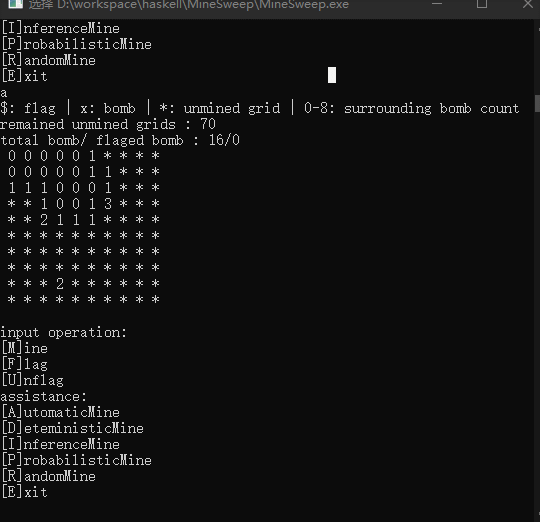 选择 D:\workspace\haskell\MineSweep\MineSweep.exe
[I]nferenceMine
[P]robabilisticMine
[R]andomMine
[E]xit
a
$: flag | x: bomb | *: unmined grid | 0-8: surrounding bomb count
remained unmined grids : 70
total bomb/ flaged bomb : 16/0
0 0 0 0 0 1 * * * *
0 0 0 0 0 1 1 * * *
1 1 1 0 0 0 1 * * *
* * 1 0 0 1 3 * * *
* * 2 1 1 1 * * * *
* * * * * * * * * *
* * * * * * * * * *
* * * * * * * * * *
* * * 2 * * * * * *
* * * * * * * * * *
input operation:
[M]ine
[F]lag
[U]nflag
assistance:
[A]utomaticMine
[D]eteministicMine
[I]nferenceMine
[P]robabilisticMine
[R]andomMine
[E]xit